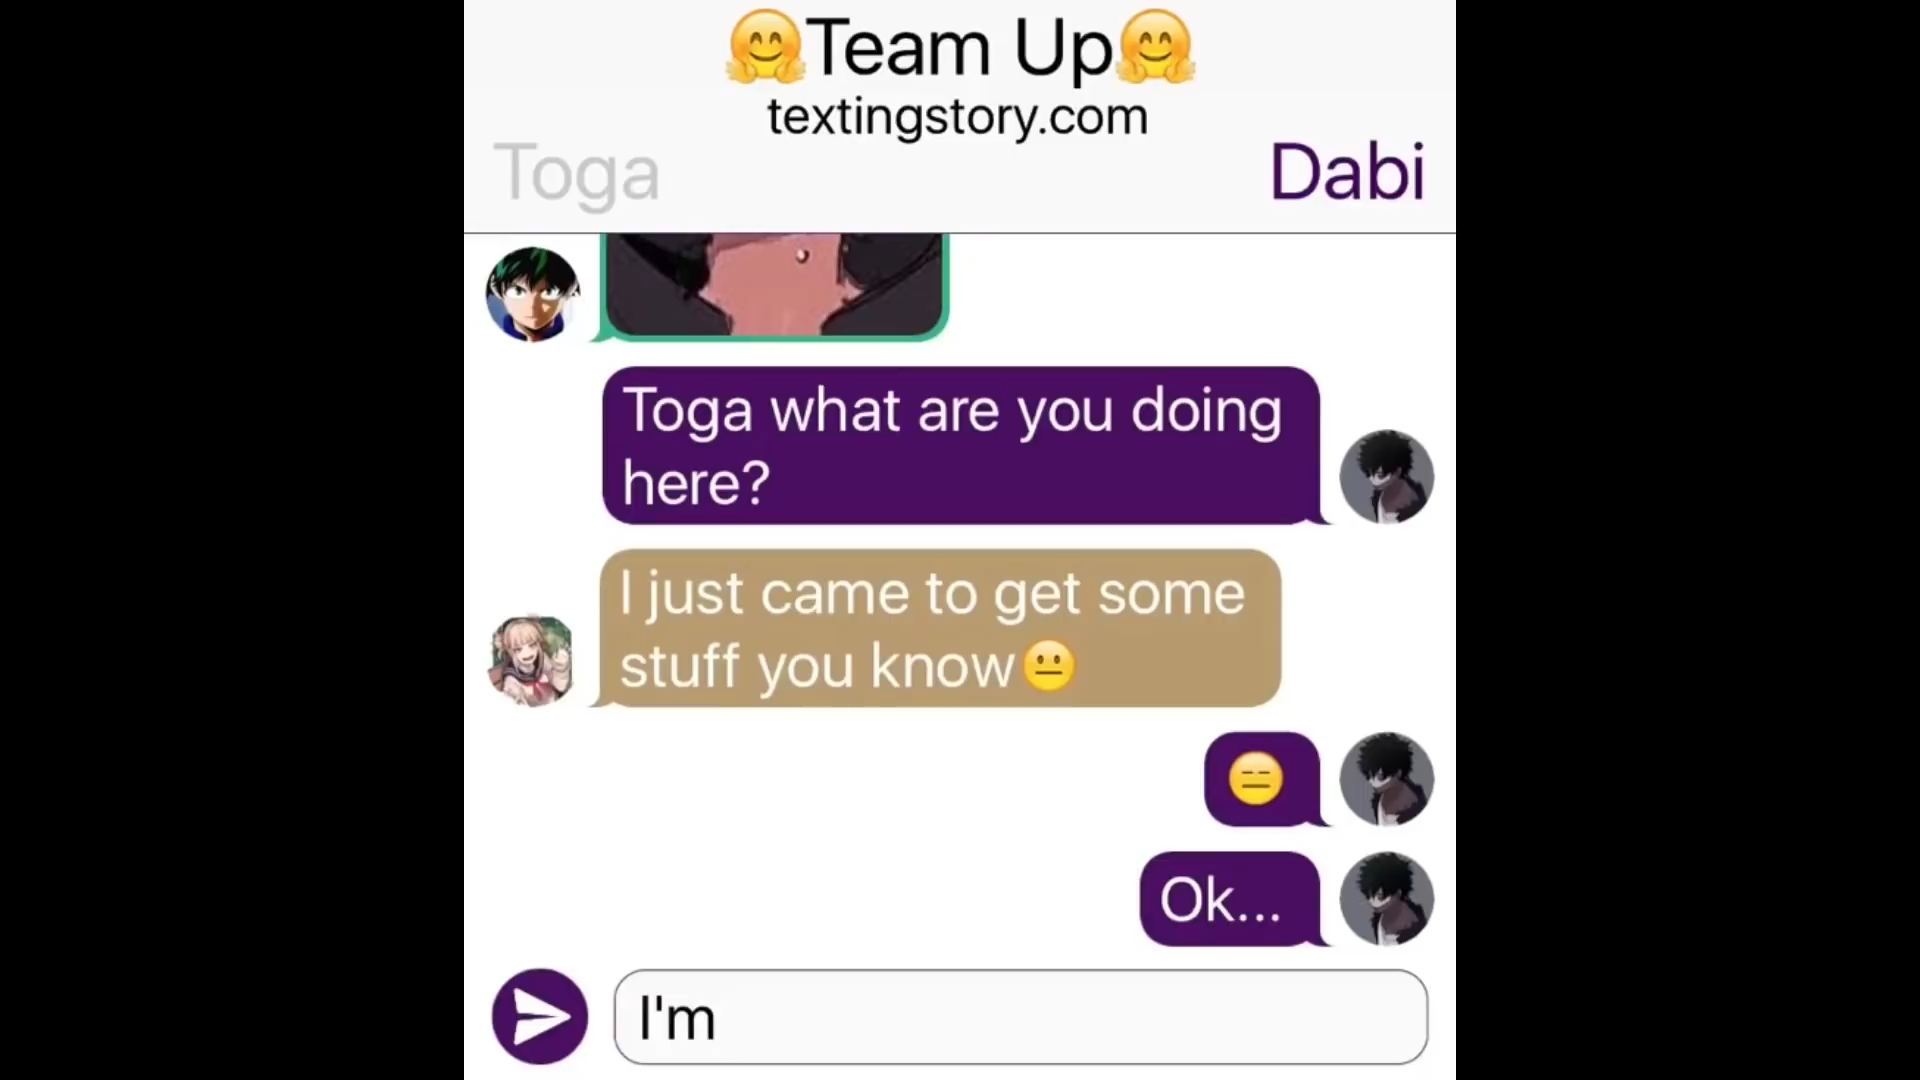 🤗Team Up🤗
textingstory.com
Toga
Dabi
Toga what are you doing
here?
I just came to get some
stuff you know😐
😑
Ok...
I'm